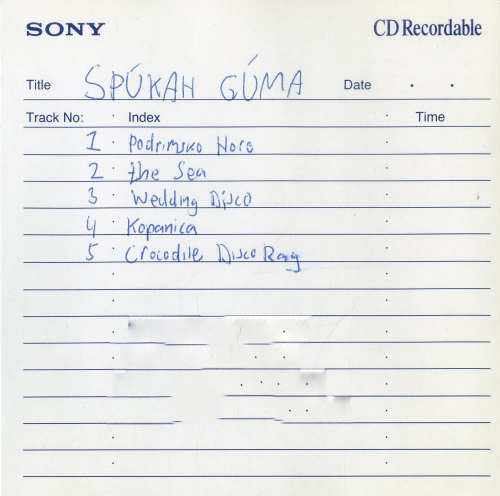 SONY CD Recordable
Title SPÚKAH GÚMA Date
Track No: Index Time
1 Podrimsko Horo
2 the Sea
3 Wedding Disco
4 Kopanica
5 Crocodile Disco Rag